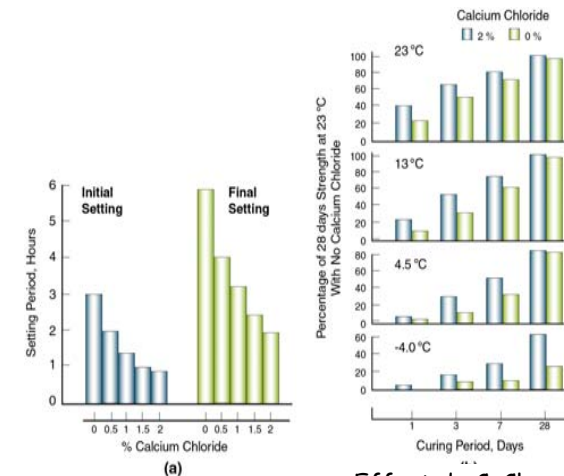 Calcium Chloride
2% 0%
23°C
100
80
60
40
20
0
13°C
100
80
60
40
20
0
4.5°C
80
60
40
20
0
-4.0°C
60
40
20
0
Percentage of 28 days Strength at 23 °C
With No Calcium Chloride
1 3 7 28
Curing Period, Days
Initial
Setting
Final
Setting
6
5
4
3
2
1
0
Setting Period, Hours
0 0.5 1 1.5 2 0 0.5 1 1.5 2
% Calcium Chloride
(a)